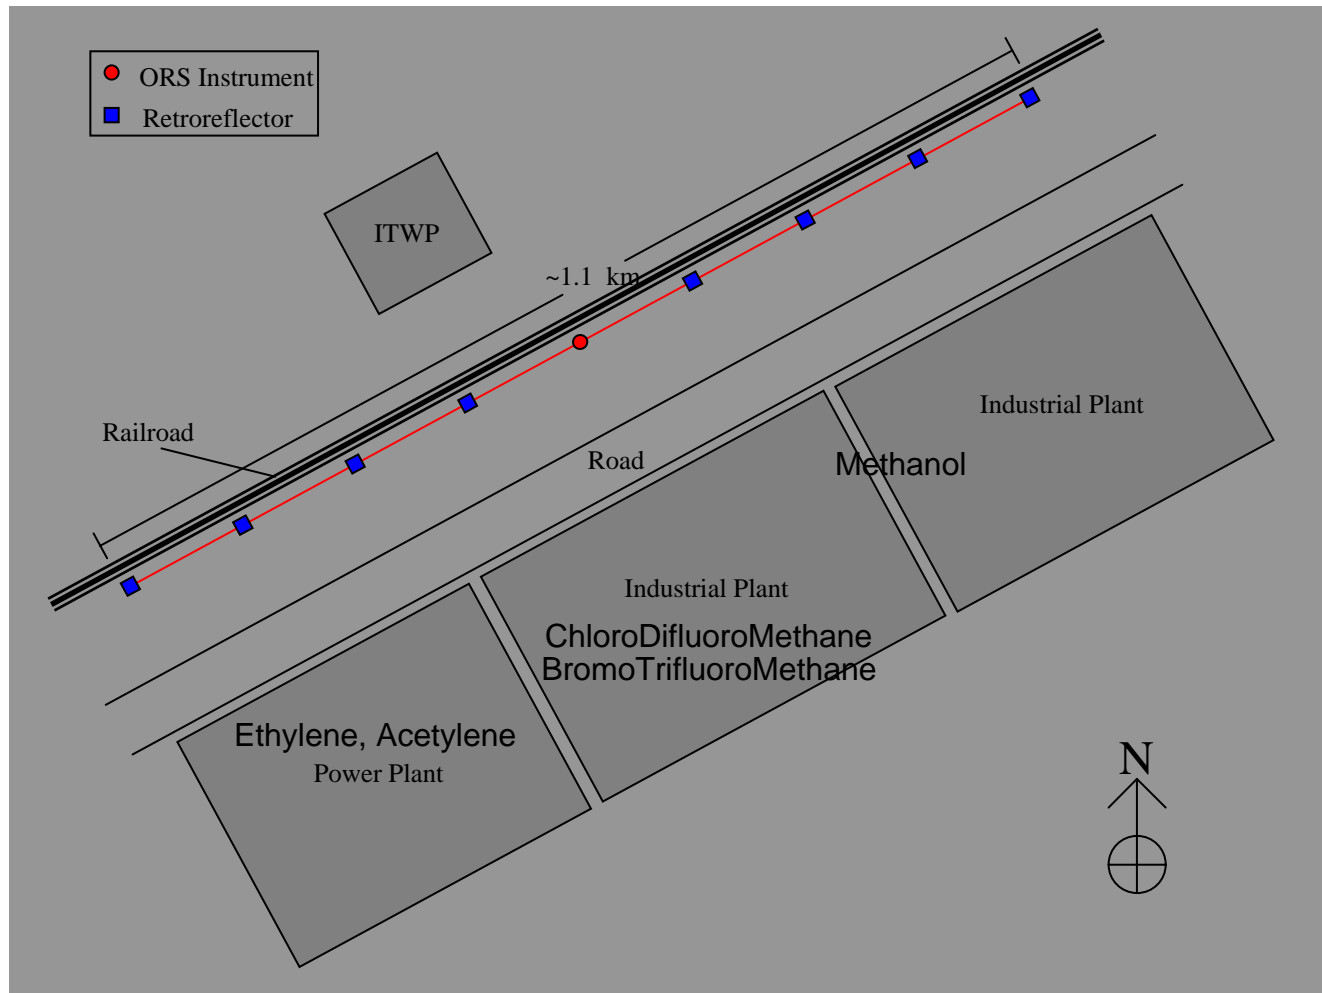 ORS Instrument
Retroreflector
ITWP
~1.1 km
Railroad
Industrial Plant
Road
Methanol
Industrial Plant
ChloroDifluoroMethane
BromoTrifluoroMethane
Ethylene, Acetylene
Power Plant
N